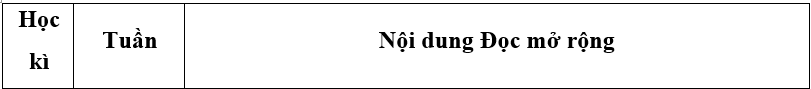 Học
kì
Tuần
Nội dung Đọc mở rộng